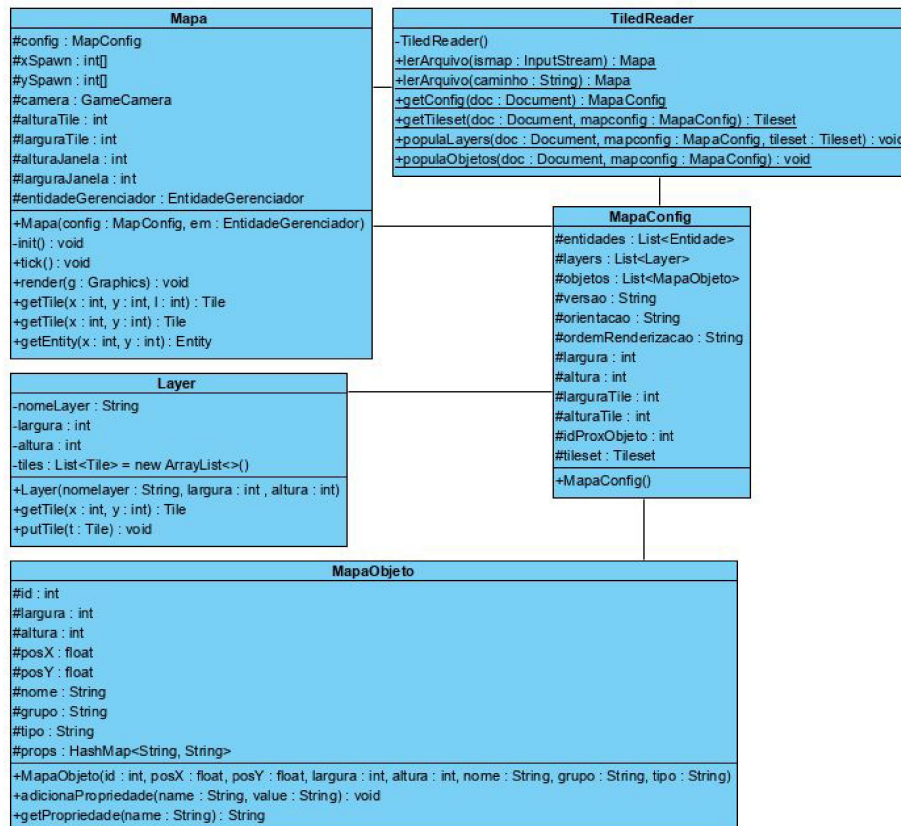 Mapa
#config : MapConfig
#xSpawn : int[]
#ySpawn : int[]
#camera : GameCamera
#alturaTile : int
#larguraTile : int
#alturaJanela : int
#larguraJanela : int
#entidadeGerenciador : EntidadeGerenciador
+Mapa(config : MapConfig, em : EntidadeGerenciador)
-init() : void
+tick() : void
+render(g : Graphics) : void
+getTile(x : int, y : int, l : int) : Tile
+getTile(x : int, y : int) : Tile
+getEntity(x : int, y : int) : Entity
TiledReader
-TiledReader()
+lerArquivo(ismap : InputStream) : Mapa
+lerArquivo(caminho : String) : Mapa
+getConfig(doc : Document) : MapaConfig
+getTileset(doc : Document, mapconfig : MapaConfig) : Tileset
+populaLayers(doc : Document, mapconfig : MapaConfig, tileset : Tileset) : void
+populaObjetos(doc : Document, mapconfig : MapaConfig) : void
MapaConfig
#entidades : List<Entidade>
#layers : List<Layer>
#objetos : List<MapaObjeto>
#versao : String
#orientacao : String
#ordemRenderizacao : String
#largura : int
#altura : int
#larguraTile : int
#alturaTile : int
#idProxObjeto : int
#tileset : Tileset
+MapaConfig()
Layer
-nomeLayer : String
-largura : int
-altura : int
-tiles : List<Tile> = new ArrayList<>()
+Layer(nomelayer : String, largura : int , altura : int)
+getTile(x : int, y : int) : Tile
+putTile(t : Tile) : void
MapaObjeto
#id : int
#largura : int
#altura : int
#posX : float
#posY : float
#nome : String
#grupo : String
#tipo : String
#props : HashMap<String, String>
+MapaObjeto(id : int, posX : float, posY : float, largura : int, altura : int, nome : String, grupo : String, tipo : String)
+adicionaPropriedade(name : String, value : String) : void
+getPropriedade(name : String) : String